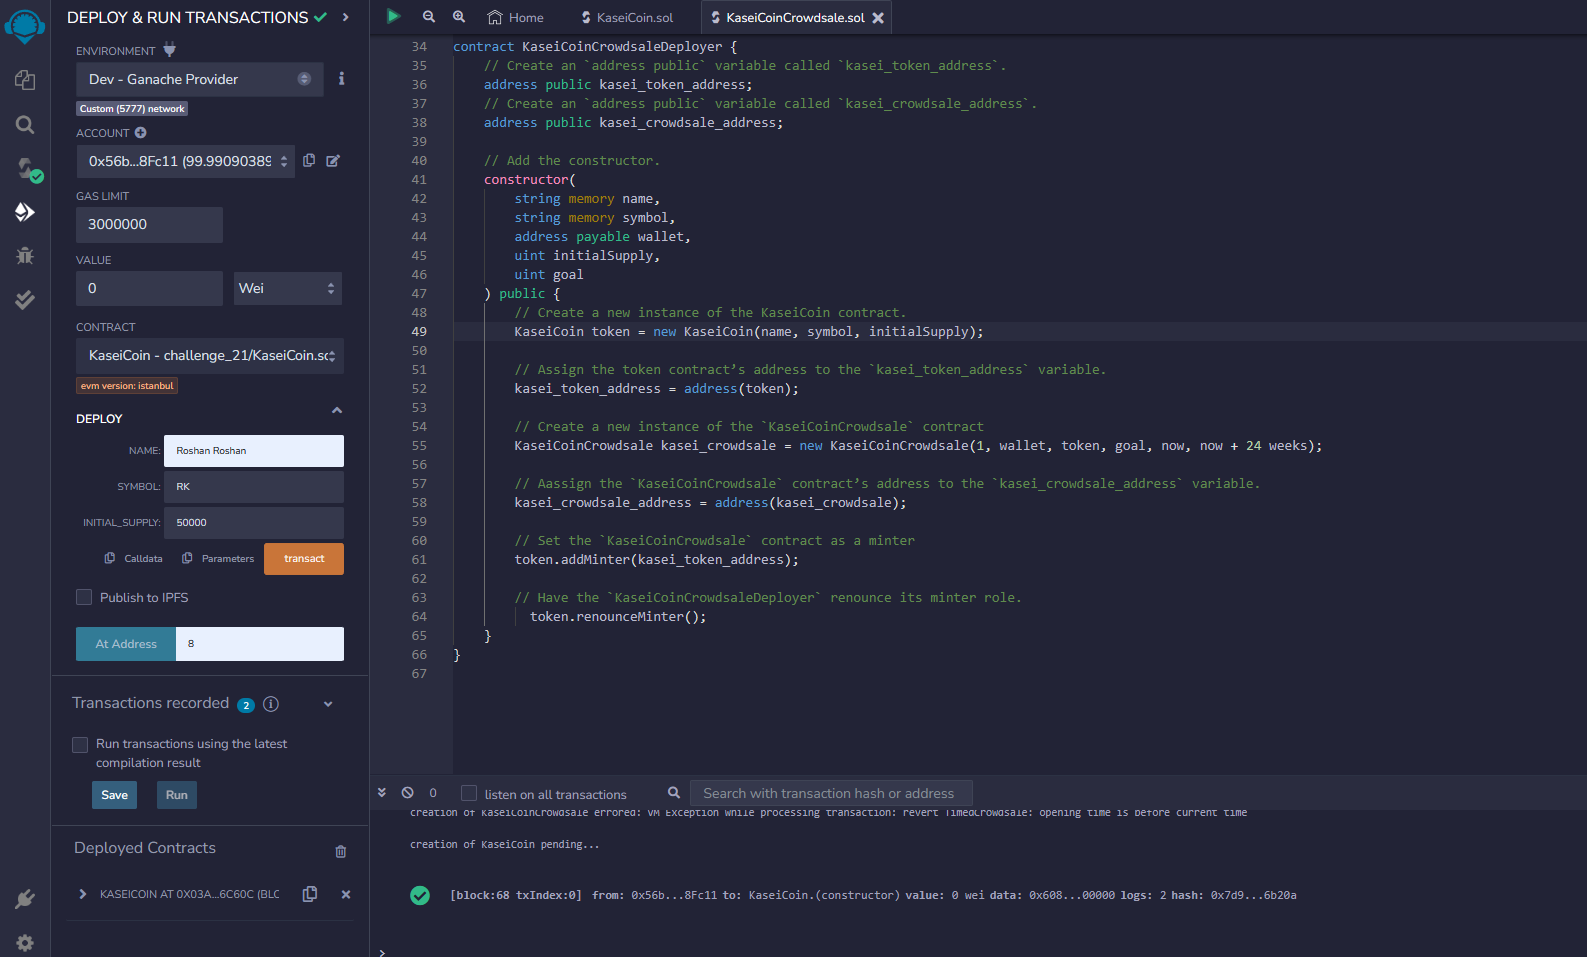 DEPLOY & RUN TRANSACTIONS
ENVIRONMENT
Dev - Ganache Provider
Custom (5777) network
ACCOUNT
0x56b...8Fc11 (99.99090389
GAS LIMIT
3000000
VALUE
0
Wei
CONTRACT
KaseiCoin - challenge_21/KaseiCoin.sc
evm version: istanbul
DEPLOY
NAME: Roshan Roshan
SYMBOL: RK
INITIAL_SUPPLY: 50000
Calldata Parameters transact
Publish to IPFS
At Address 8
Transactions recorded 2
Run transactions using the latest
compilation result
Save Run
Deployed Contracts
KASEICOIN AT 0X03A...6C60C (BLC
Home KaseiCoin.sol KaseiCoinCrowdsale.sol
34 contract KaseiCoinCrowdsaleDeployer {
35 // Create an `address public` variable called `kasei_token_address`.
36 address public kasei_token_address;
37 // Create an `address public` variable called `kasei_crowdsale_address`.
38 address public kasei_crowdsale_address;
39
40 // Add the constructor.
41 constructor(
42 string memory name,
43 string memory symbol,
44 address payable wallet,
45 uint initialSupply,
46 uint goal
47 ) public {
48 // Create a new instance of the KaseiCoin contract.
49 KaseiCoin token = new KaseiCoin(name, symbol, initialSupply);
50
51 // Assign the token contract’s address to the `kasei_token_address` variable.
52 kasei_token_address = address(token);
53
54 // Create a new instance of the `KaseiCoinCrowdsale` contract
55 KaseiCoinCrowdsale kasei_crowdsale = new KaseiCoinCrowdsale(1, wallet, token, goal, now, now + 24 weeks);
56
57 // Aassign the `KaseiCoinCrowdsale` contract’s address to the `kasei_crowdsale_address` variable.
58 kasei_crowdsale_address = address(kasei_crowdsale);
59
60 // Set the `KaseiCoinCrowdsale` contract as a minter
61 token.addMinter(kasei_token_address);
62
63 // Have the `KaseiCoinCrowdsaleDeployer` renounce its minter role.
64 token.renounceMinter();
65 }
66 }
67
0 listen on all transactions Search with transaction hash or address
creation of KaseiCoinCrowdsale errored: VM Exception while processing transaction: revert TimedCrowdsale: opening time is before current time
creation of KaseiCoin pending...
[block:68 txIndex:0] from: 0x56b...8Fc11 to: KaseiCoin.(constructor) value: 0 wei data: 0x608...00000 logs: 2 hash: 0x7d9...6b20a
>